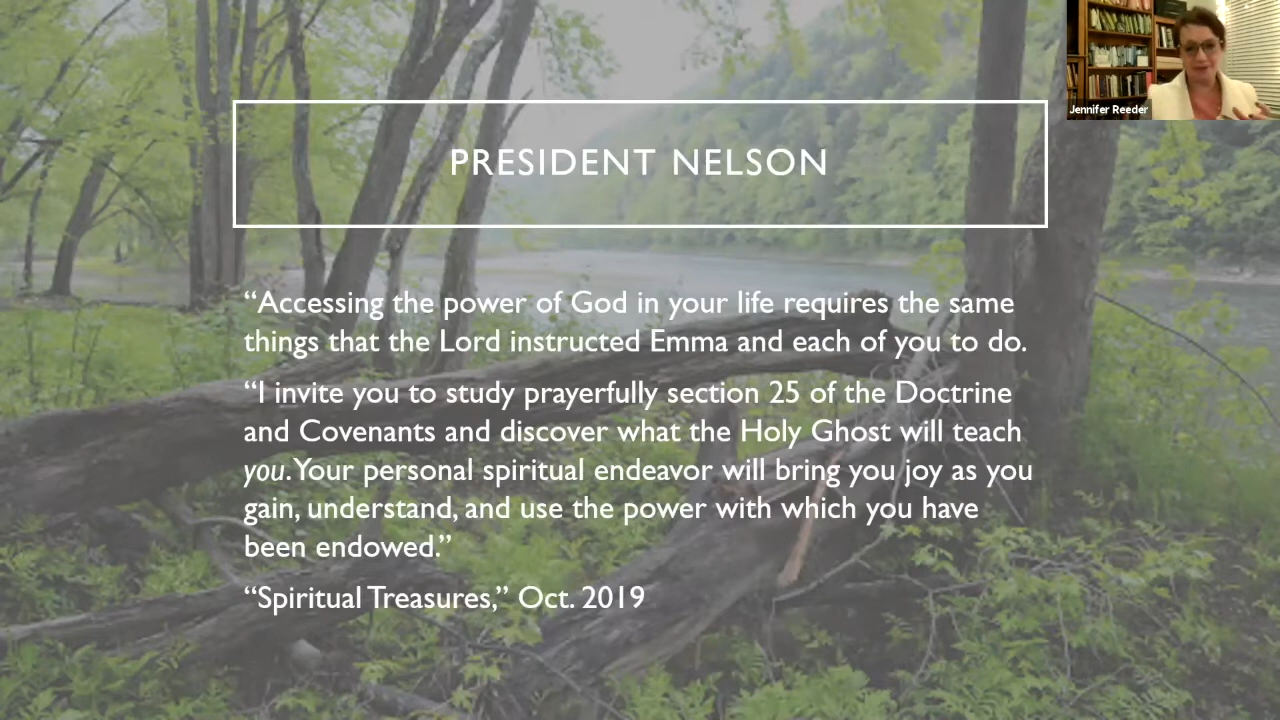 Jennifer Reeder
PRESIDENT NELSON
“Accessing the power of God in your life requires the same
things that the Lord instructed Emma and each of you to do.
“I invite you to study prayerfully section 25 of the Doctrine
and Covenants and discover what the Holy Ghost will teach
you. Your personal spiritual endeavor will bring you joy as you
gain, understand, and use the power with which you have
been endowed.”
“Spiritual Treasures,” Oct. 2019